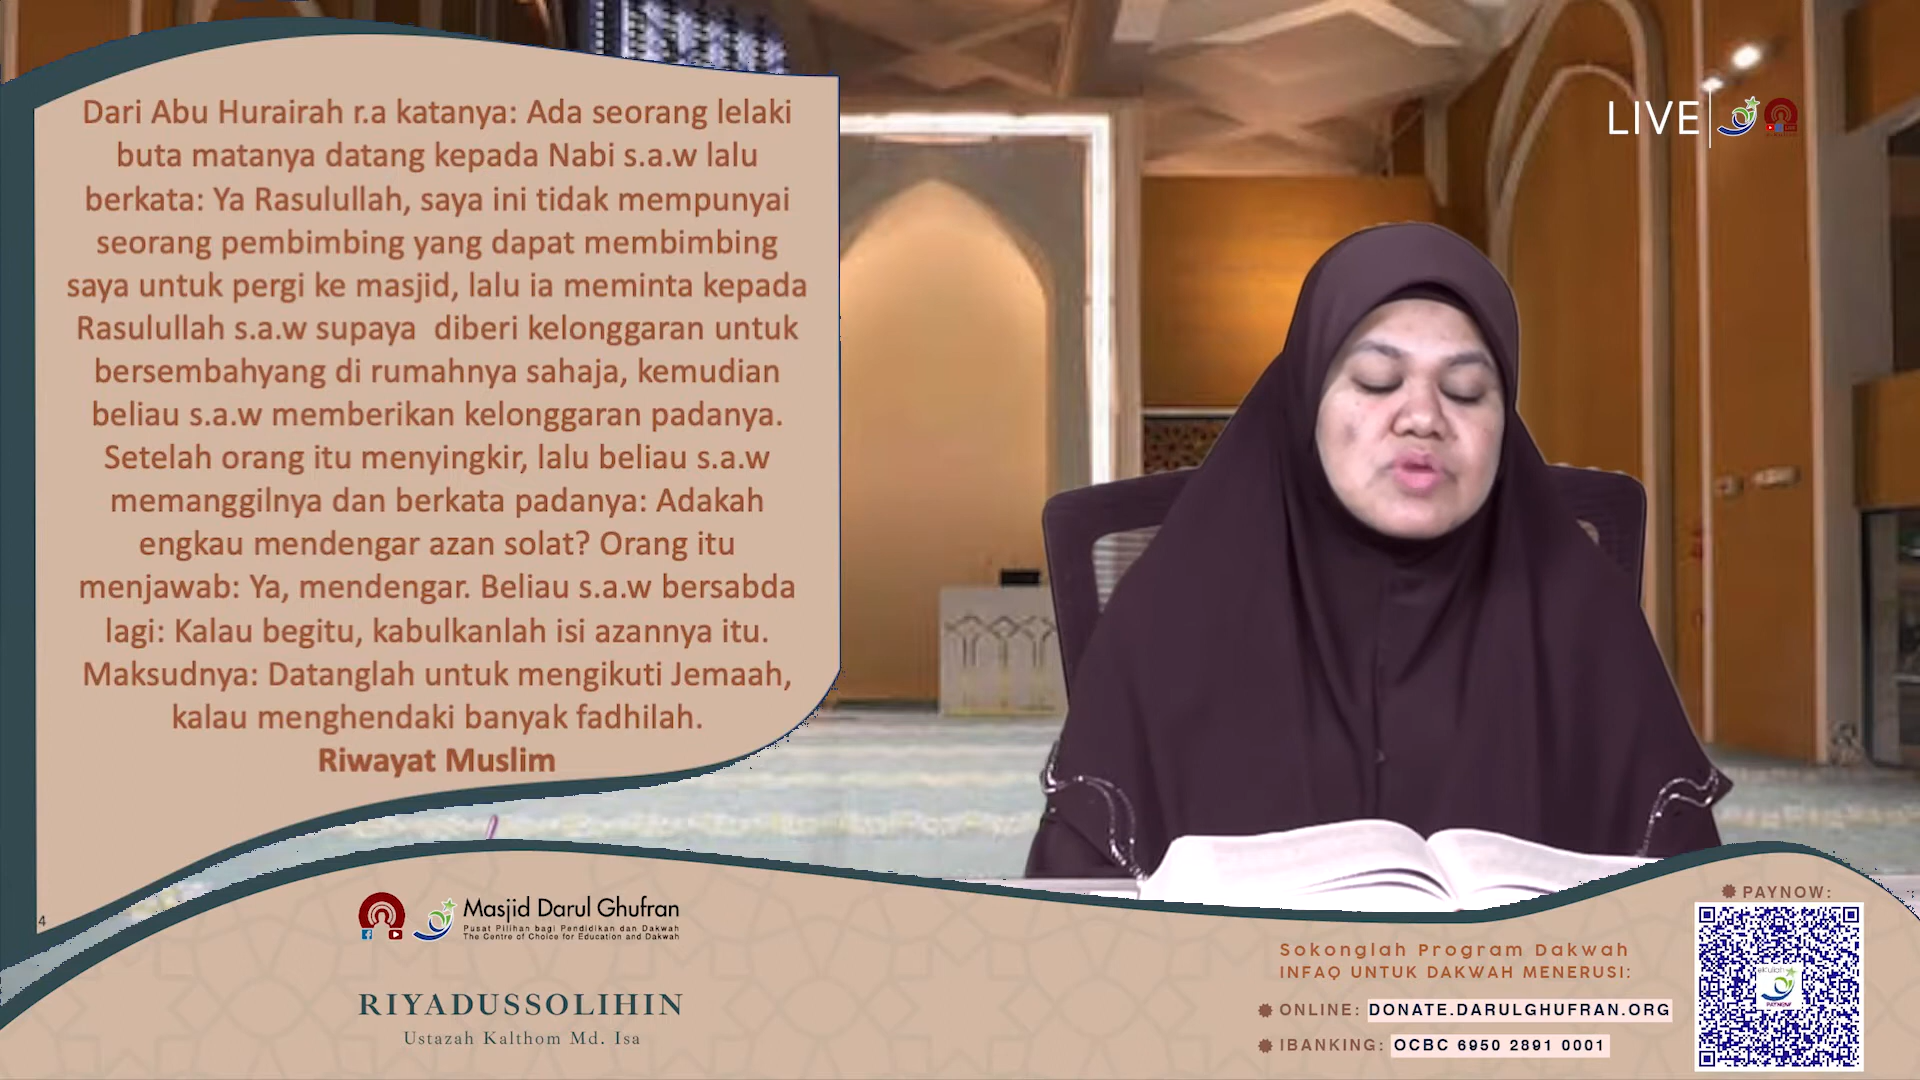 Dari Abu Hurairah r.a katanya: Ada seorang lelaki
buta matanya datang kepada Nabi s.a.w lalu
berkata: Ya Rasulullah, saya ini tidak mempunyai
seorang pembimbing yang dapat membimbing
saya untuk pergi ke masjid, lalu ia meminta kepada
Rasulullah s.a.w supaya  diberi kelonggaran untuk
bersembahyang di rumahnya sahaja, kemudian
beliau s.a.w memberikan kelonggaran padanya.
Setelah orang itu menyingkir, lalu beliau s.a.w
memanggilnya dan berkata padanya: Adakah
engkau mendengar azan solat? Orang itu
menjawab: Ya, mendengar. Beliau s.a.w bersabda
lagi: Kalau begitu, kabulkanlah isi azannya itu.
Maksudnya: Datanglah untuk mengikuti Jemaah,
kalau menghendaki banyak fadhilah.
Riwayat Muslim
4
LIVE
Masjid Darul Ghufran
Pusat Pilihan bagi Pendidikan dan Dakwah
The Centre of Choice for Education and Dakwah
RIYADUSSOLIHIN
Ustazah Kalthom Md. Isa
Sokonglah Program Dakwah
INFAQ UNTUK DAKWAH MENERUSI:
ONLINE: DONATE.DARULGHUFRAN.ORG
IBANKING: OCBC 6950 2891 0001
PAYNOW:
PAYNOW